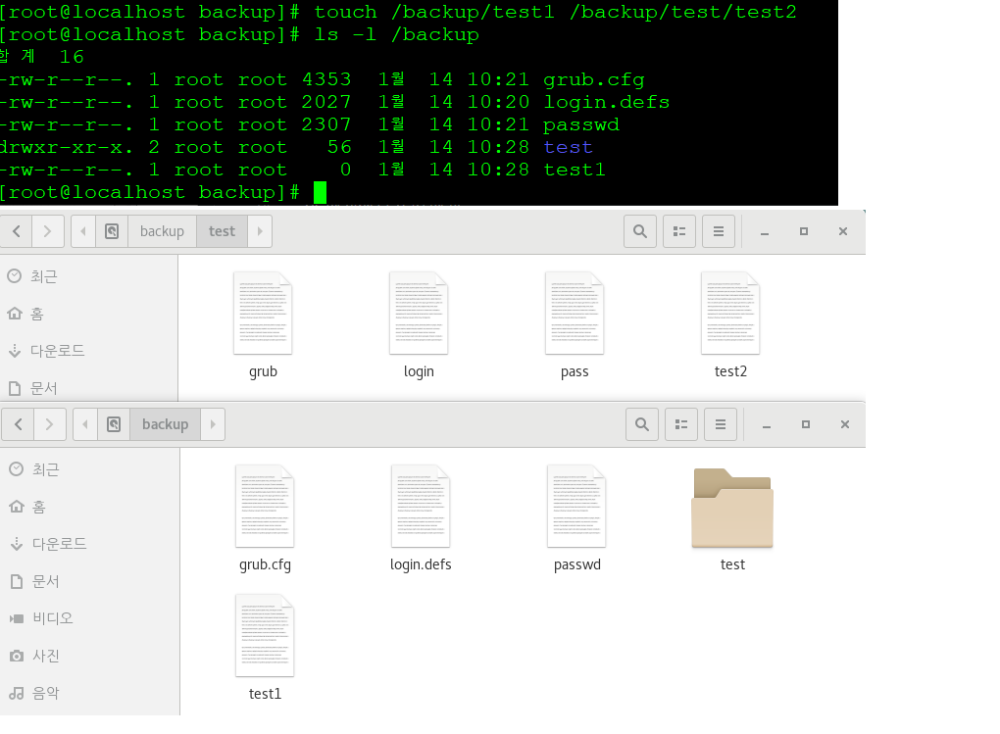 [root@localhost backup]# touch /backup/test1 /backup/test/test2
[root@localhost backup]# ls -l /backup
합계 16
-rw-r--r--. 1 root root 4353 1월 14 10:21 grub.cfg
-rw-r--r--. 1 root root 2027 1월 14 10:20 login.defs
-rw-r--r--. 1 root root 2307 1월 14 10:21 passwd
drwxr-xr-x. 2 root root 56 1월 14 10:28 test
-rw-r--r--. 1 root root 0 1월 14 10:28 test1
[root@localhost backup]#
backup test
최근
홈
다운로드
문서
grub login pass test2
backup
최근
홈
다운로드
문서
비디오
사진
음악
grub.cfg login.defs passwd test
test1